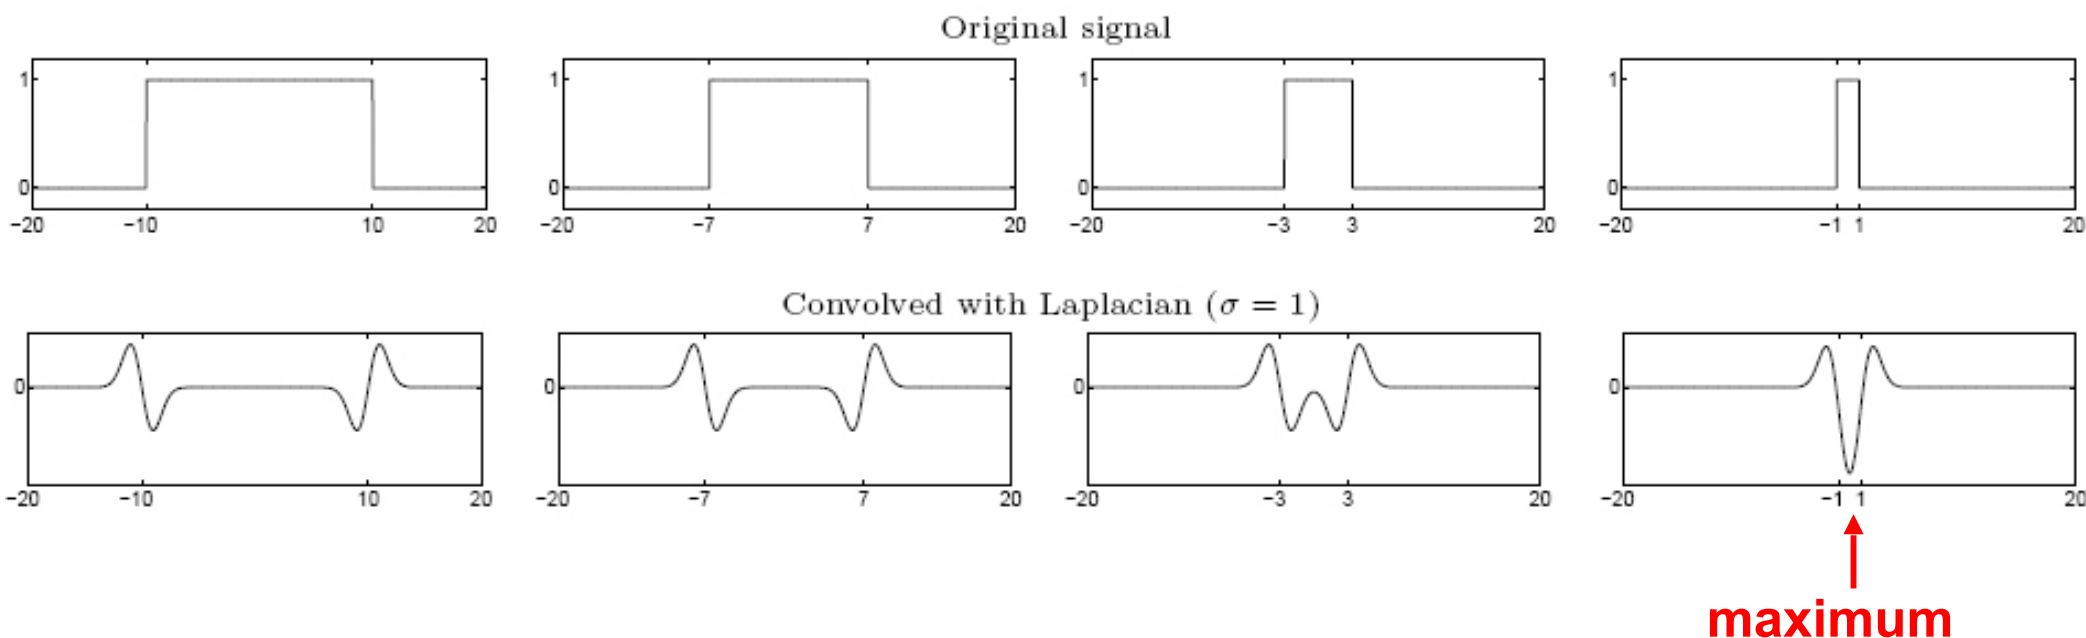 Original signal
1 1 1 1
0 0 0 0
−20 −10 10 20 −20 −7 7 20 −20 −3 3 20 −20 −1 1 20
Convolved with Laplacian (σ = 1)
0 0 0 0
−20 −10 10 20 −20 −7 7 20 −20 −3 3 20 −20 −1 1 20
maximum